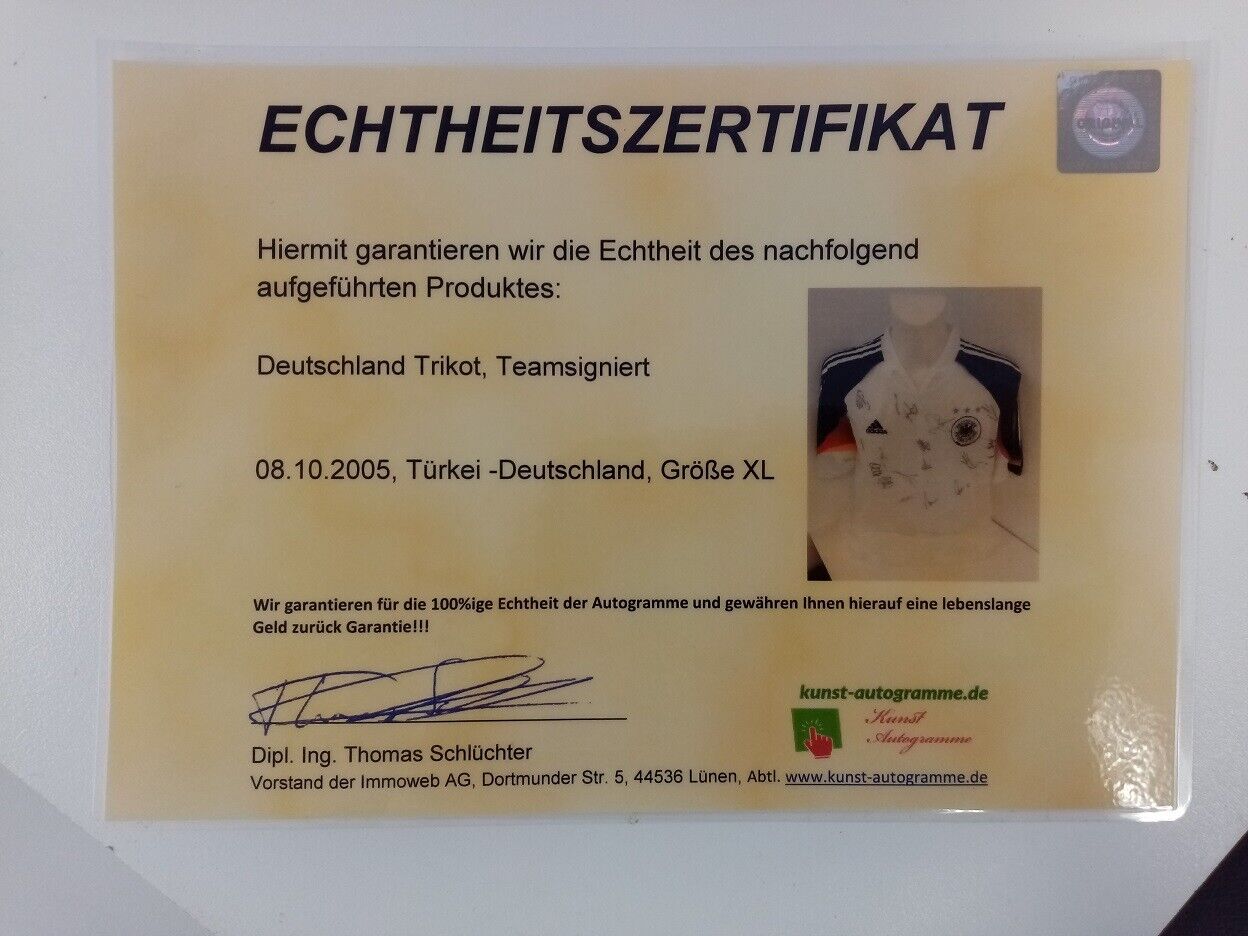 ECHTHEITSZERTIFIKAT
Hiermit garantieren wir die Echtheit des nachfolgend
aufgeführten Produktes:
Deutschland Trikot, Teamsigniert
08.10.2005, Türkei -Deutschland, Größe XL
adidas
Wir garantieren für die 100%ige Echtheit der Autogramme und gewähren Ihnen hierauf eine lebenslange
Geld zurück Garantie!!!
kunst-autogramme.de
Kunst
Autogramme
Dipl. Ing. Thomas Schlüchter
Vorstand der Immoweb AG, Dortmunder Str. 5, 44536 Lünen, Abtl. www.kunst-autogramme.de